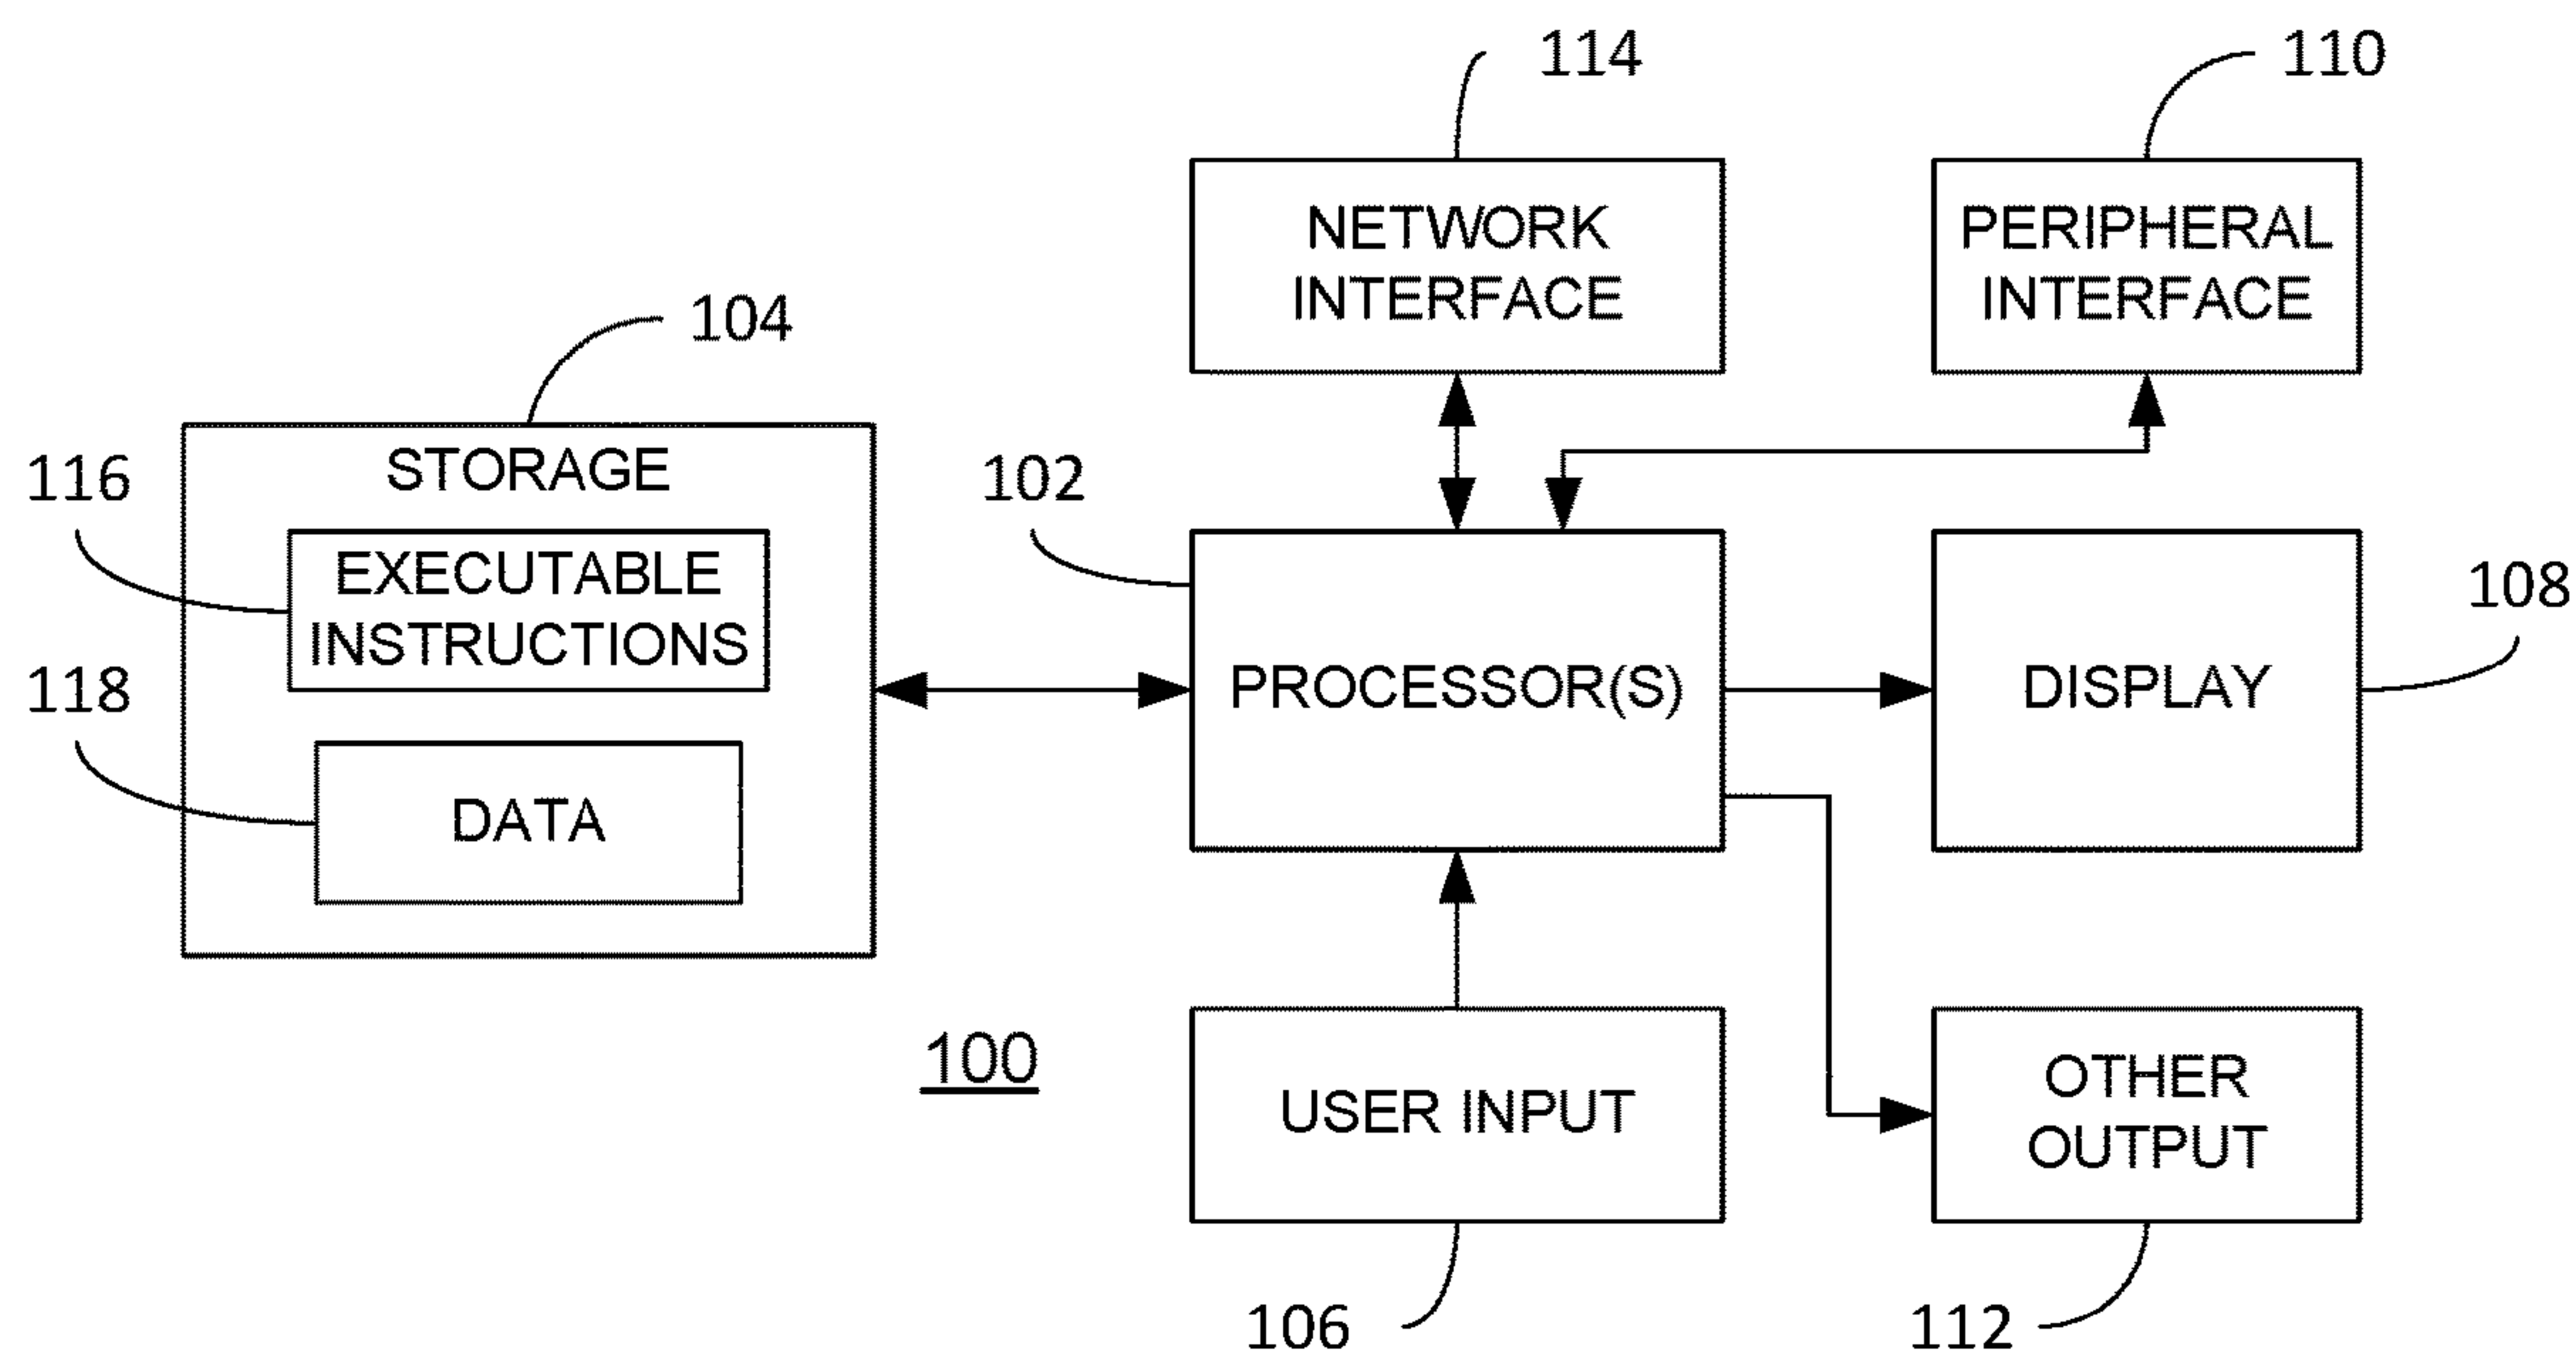 114
110
NETWORK
INTERFACE
PERIPHERAL
INTERFACE
104
STORAGE
116
EXECUTABLE
INSTRUCTIONS
118
DATA
102
PROCESSOR(S)
DISPLAY
108
100
USER INPUT
OTHER
OUTPUT
106
112